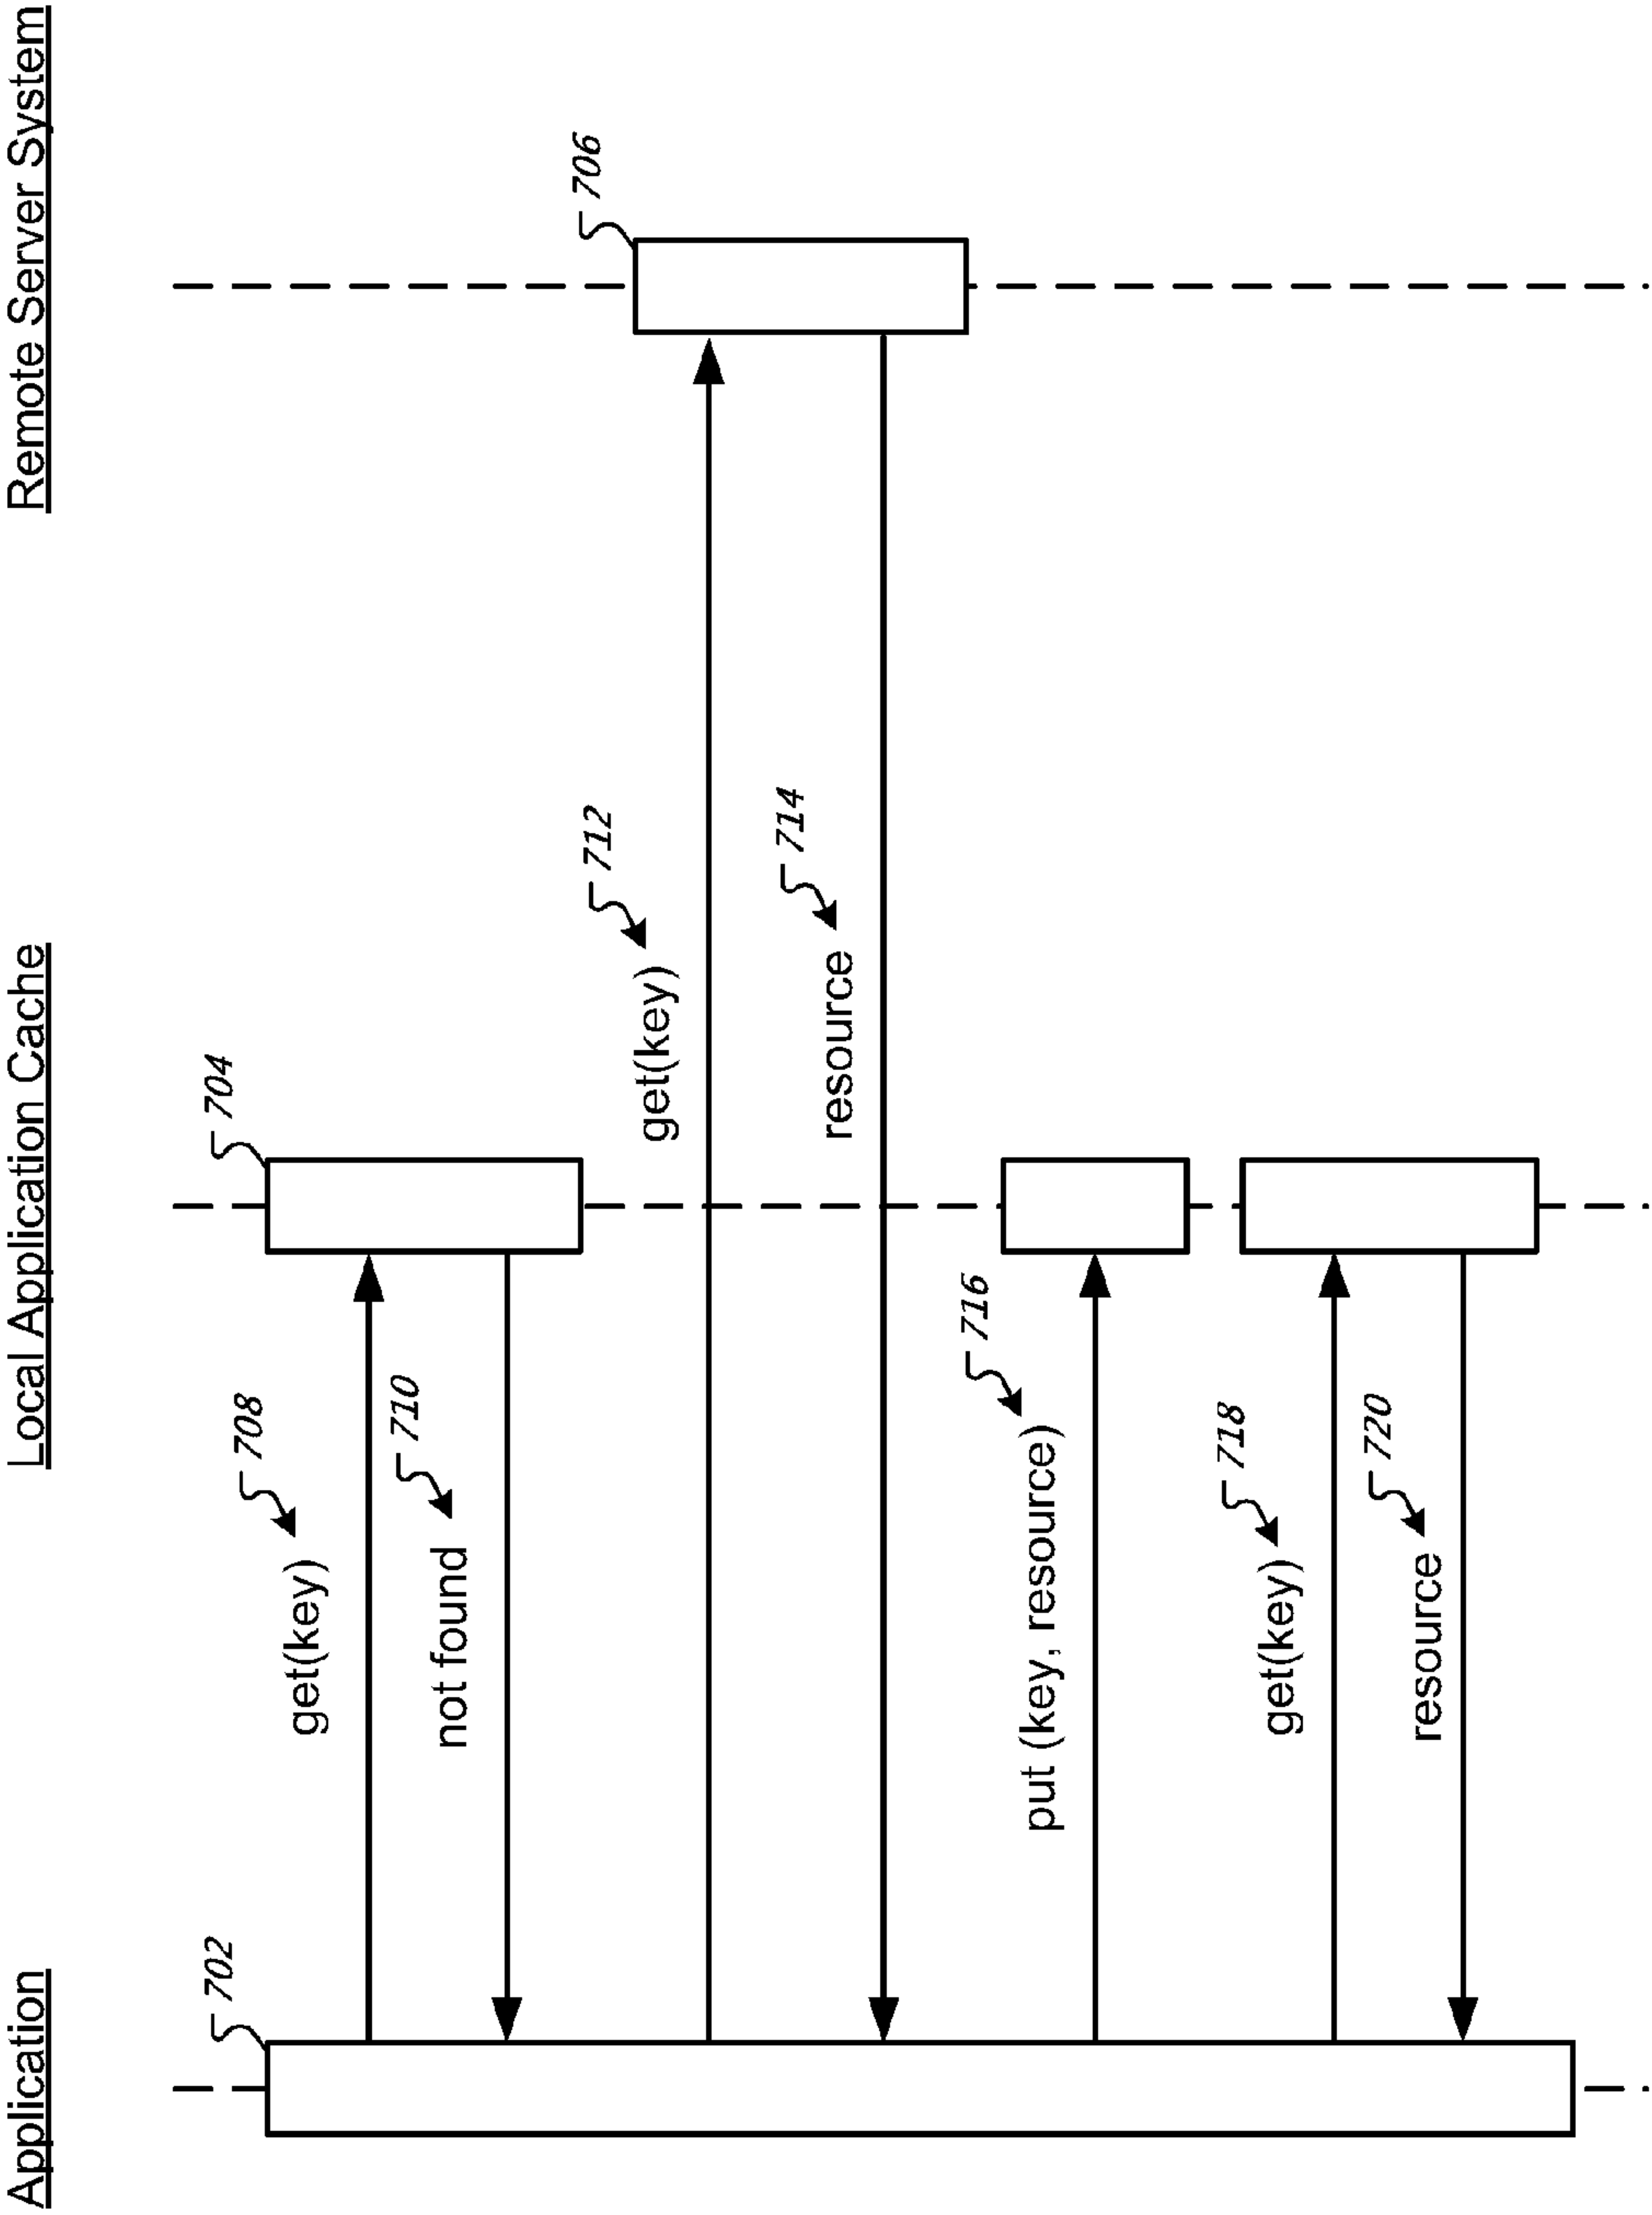 Application
Local Application Cache
Remote Server System
702
704
get(key)
708
not found
710
706
get(key)
712
resource
714
put (key, resource)
716
get(key)
718
resource
720